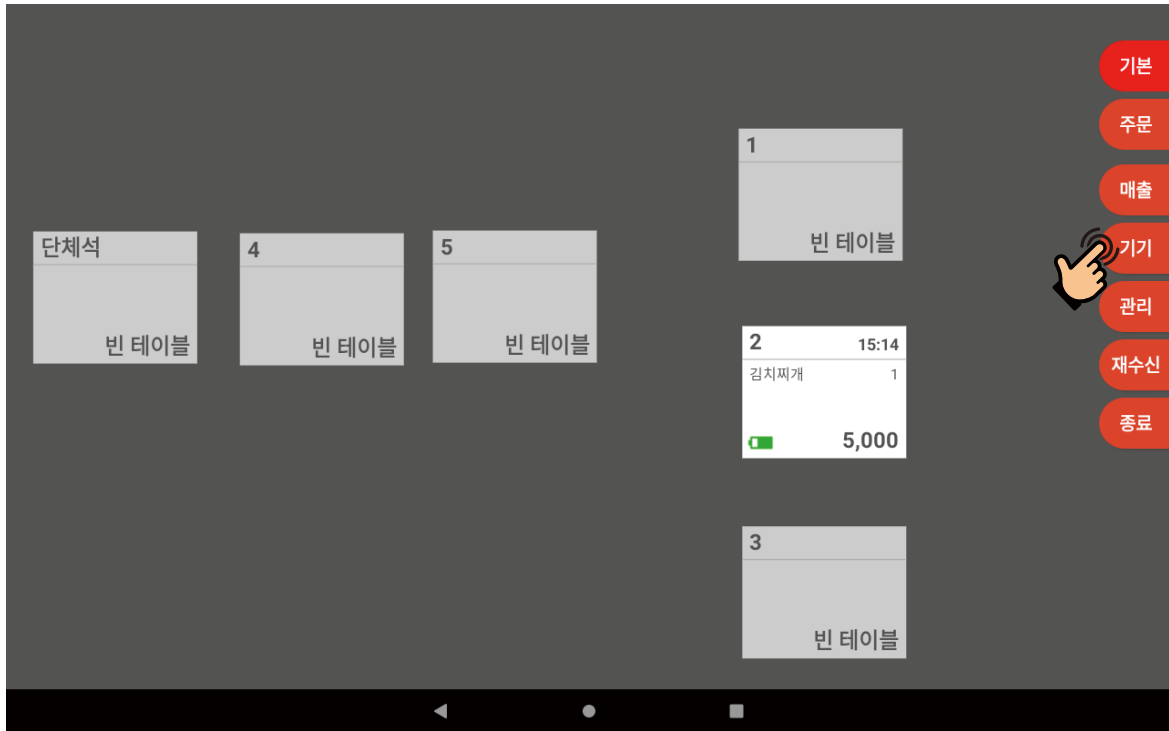 단체석
빈 테이블
4
빈 테이블
5
빈 테이블
1
빈 테이블
2 15:14
김치찌개 1
5,000
3
빈 테이블
기본
주문
매출
기기
관리
재수신
종료